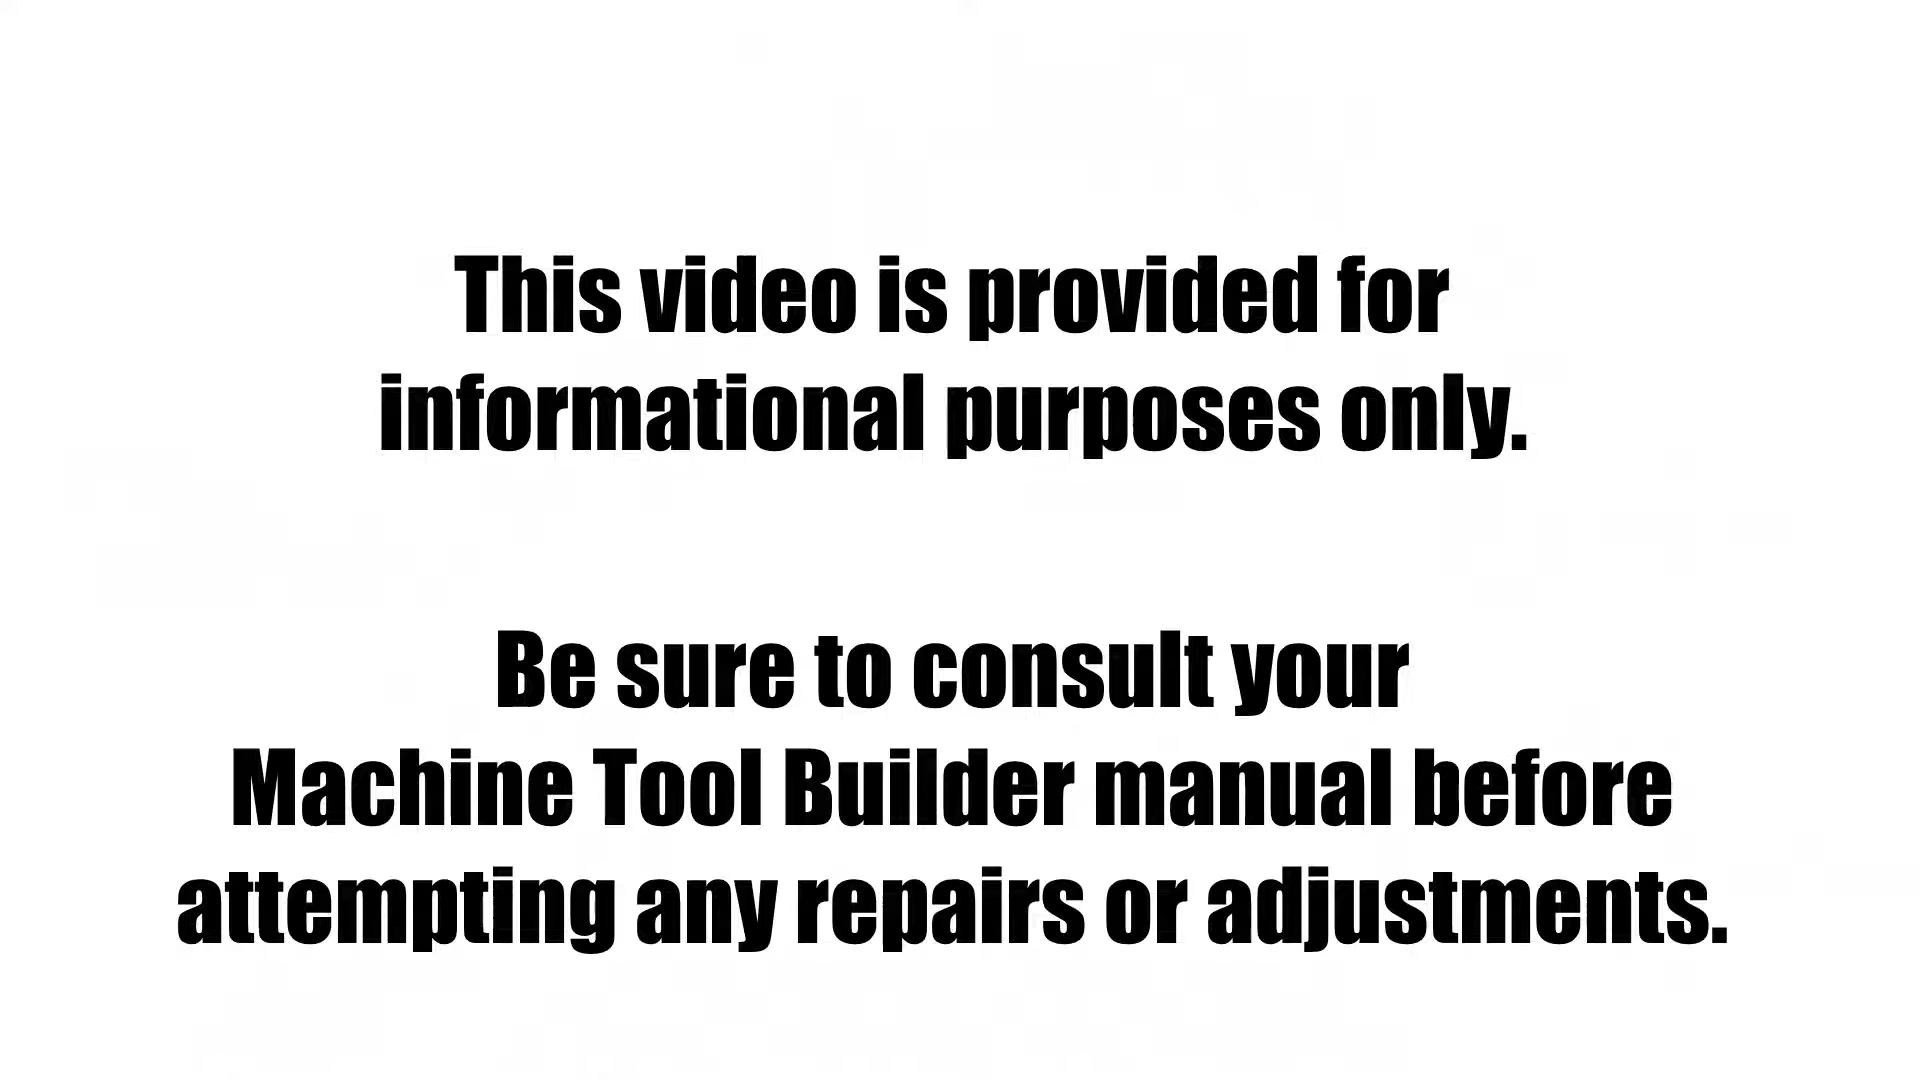 This video is provided for
informational purposes only.
Be sure to consult your
Machine Tool Builder manual before
attempting any repairs or adjustments.